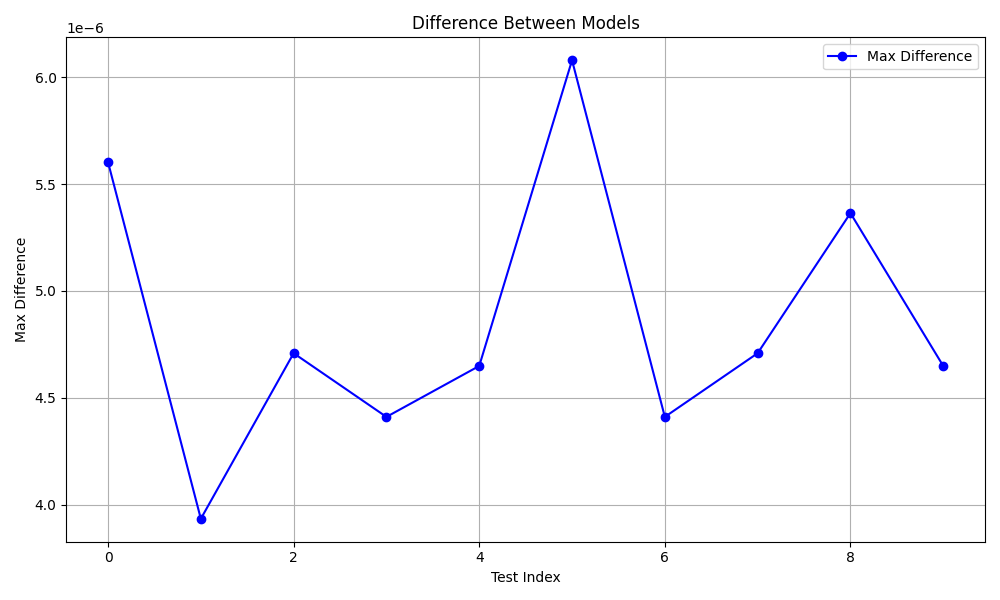 Difference Between Models
1e−6
Max Difference
6.0
5.5
5.0
4.5
4.0
Max Difference
0 2 4 6 8
Test Index